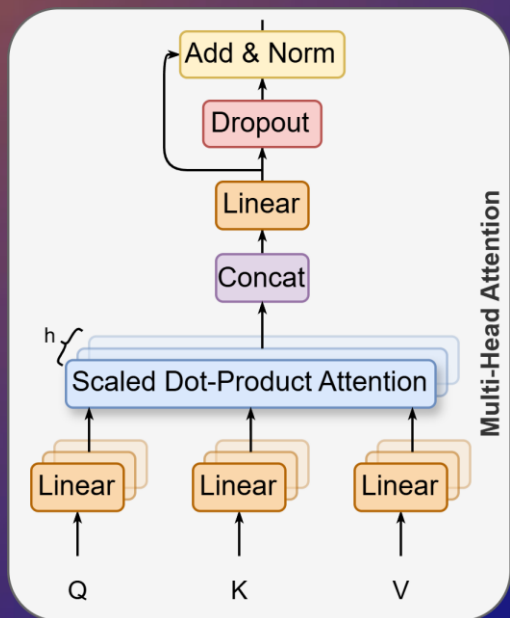 Add & Norm
Dropout
Linear
Concat
h
Scaled Dot-Product Attention
Linear
Linear
Linear
Q
K
V
Multi-Head Attention